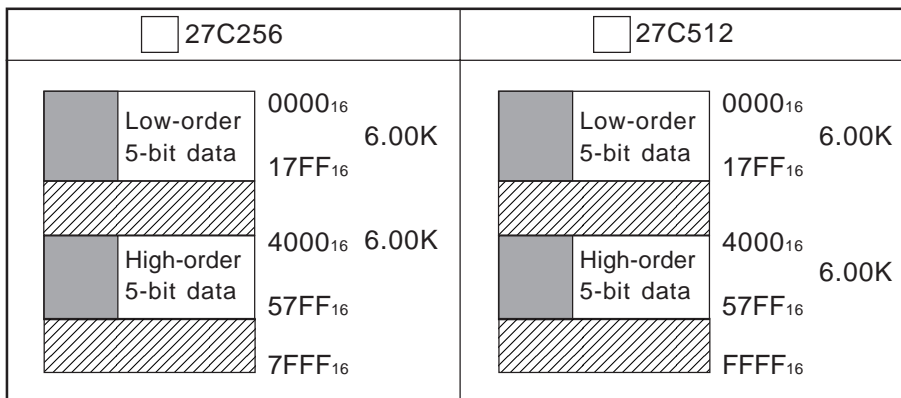 27C256
Low-order
5-bit data
0000₁₆
6.00K
17FF₁₆
High-order
5-bit data
4000₁₆ 6.00K
57FF₁₆
7FFF₁₆
27C512
Low-order
5-bit data
0000₁₆
6.00K
17FF₁₆
High-order
5-bit data
4000₁₆
6.00K
57FF₁₆
FFFF₁₆